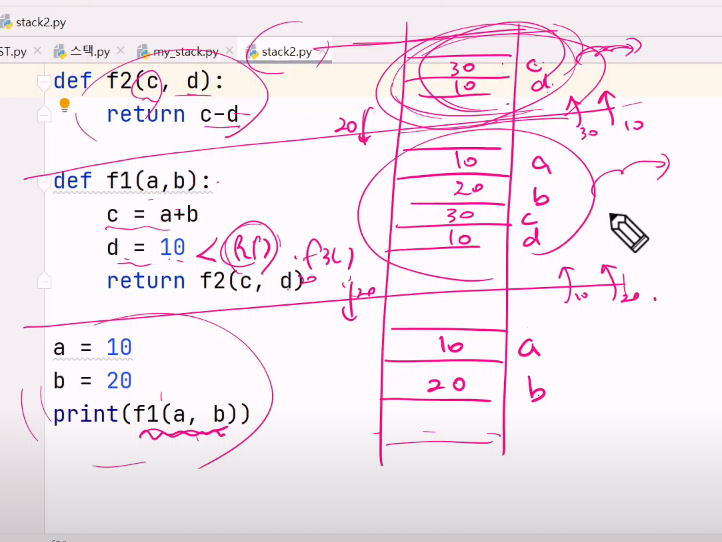 stack2.py
ST.py × 스택.py × my_stack.py × stack2.py ×
def f2(c, d):
return c-d
def f1(a,b):
c = a+b
d = 10
return f2(c, d)
a = 10
b = 20
print(f1(a, b))
30 c
10 d
30 10
20
10 a
20 b
30 c
10 d
f3()
20
20
10 20
10 a
20 b